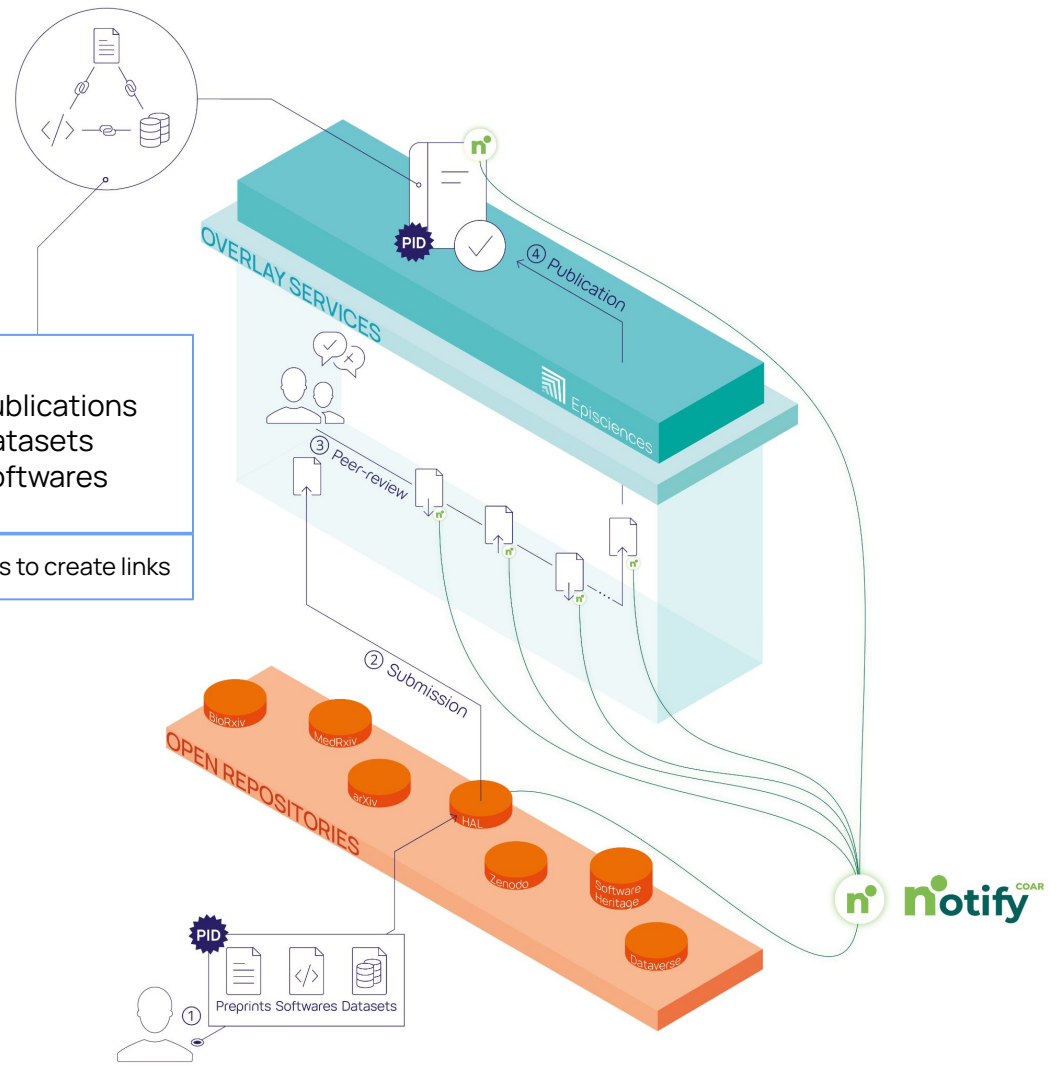 n
PID
④ Publication
OVERLAY SERVICES
Episciences
ublications
atasets
oftwares
s to create links
③ Peer-review
n
n
n
n
② Submission
BioRxiv
MedRxiv
arXiv
HAL
Zenodo
Software
Heritage
Dataverse
OPEN REPOSITORIES
n notify COAR
PID
</>
</>
Preprints Softwares Datasets
①